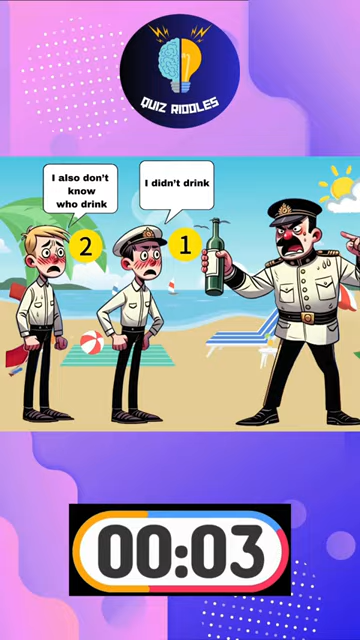 QUIZ RIDDLES
I also don't
know
who drink
I didn't drink
2
1
00:03